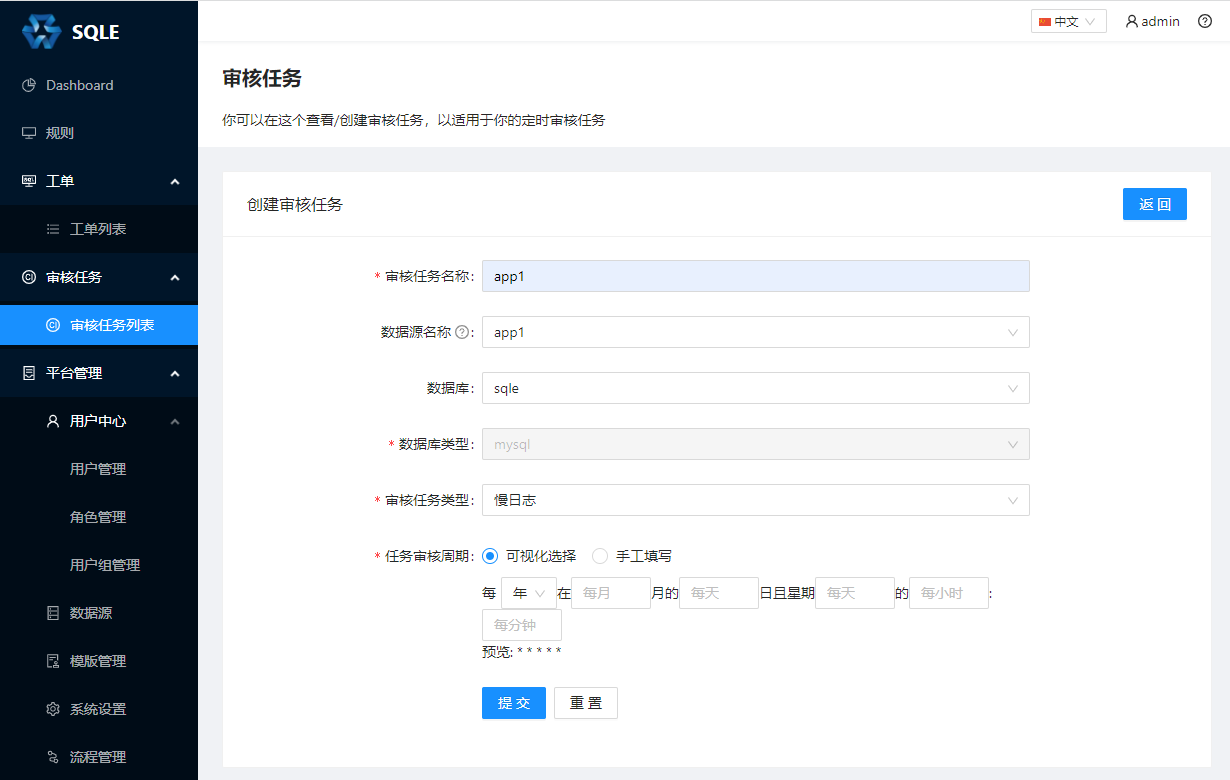 SQLE
Dashboard
规则
工单
工单列表
审核任务
审核任务列表
平台管理
用户中心
用户管理
角色管理
用户组管理
数据源
模版管理
系统设置
流程管理
中文
admin
审核任务
你可以在这个查看/创建审核任务，以适用于你的定时审核任务
创建审核任务
返 回
* 审核任务名称: app1
数据源名称 ? : app1
数据库: sqle
* 数据库类型: mysql
* 审核任务类型: 慢日志
* 任务审核周期: 可视化选择 手工填写
每 年 在 每月 月的 每天 日且星期 每天 的 每小时 :
每分钟
预览: * * * * *
提 交 重 置